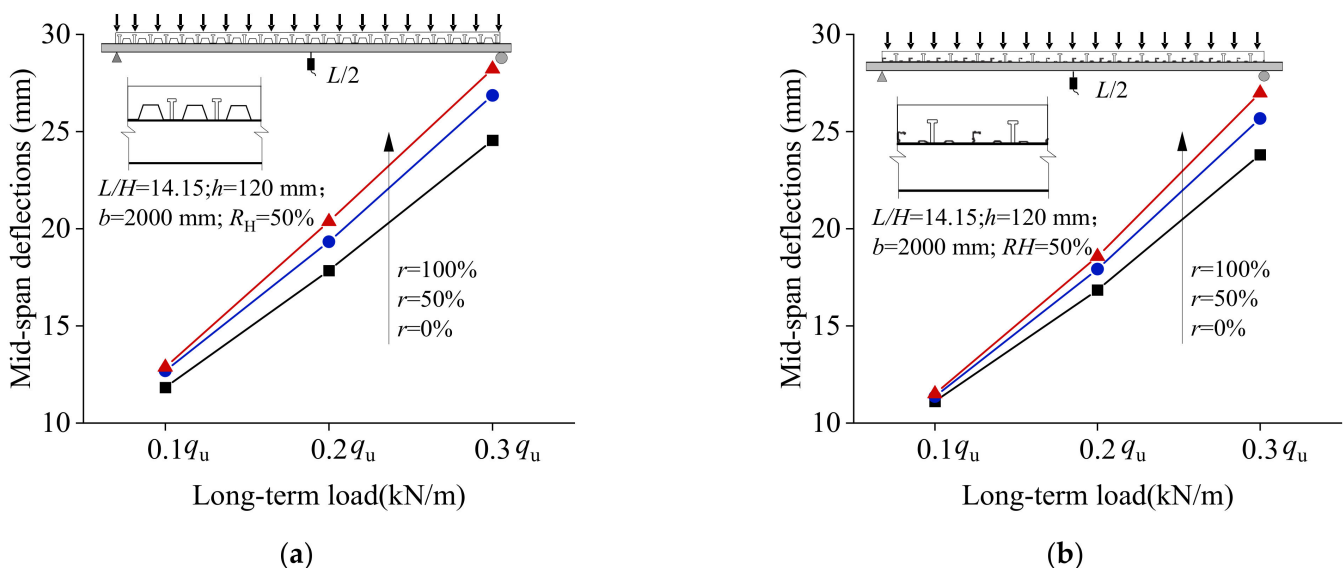 30
25
20
15
10
Mid-span deflections (mm)
L/2
L/H=14.15;h=120 mm；
b=2000 mm; RH=50%
r=100%
r=50%
r=0%
0.1qu
0.2qu
0.3qu
Long-term load(kN/m)
(a)
30
25
20
15
10
Mid-span deflections (mm)
L/2
L/H=14.15;h=120 mm；
b=2000 mm; RH=50%
r=100%
r=50%
r=0%
0.1qu
0.2qu
0.3qu
Long-term load(kN/m)
(b)